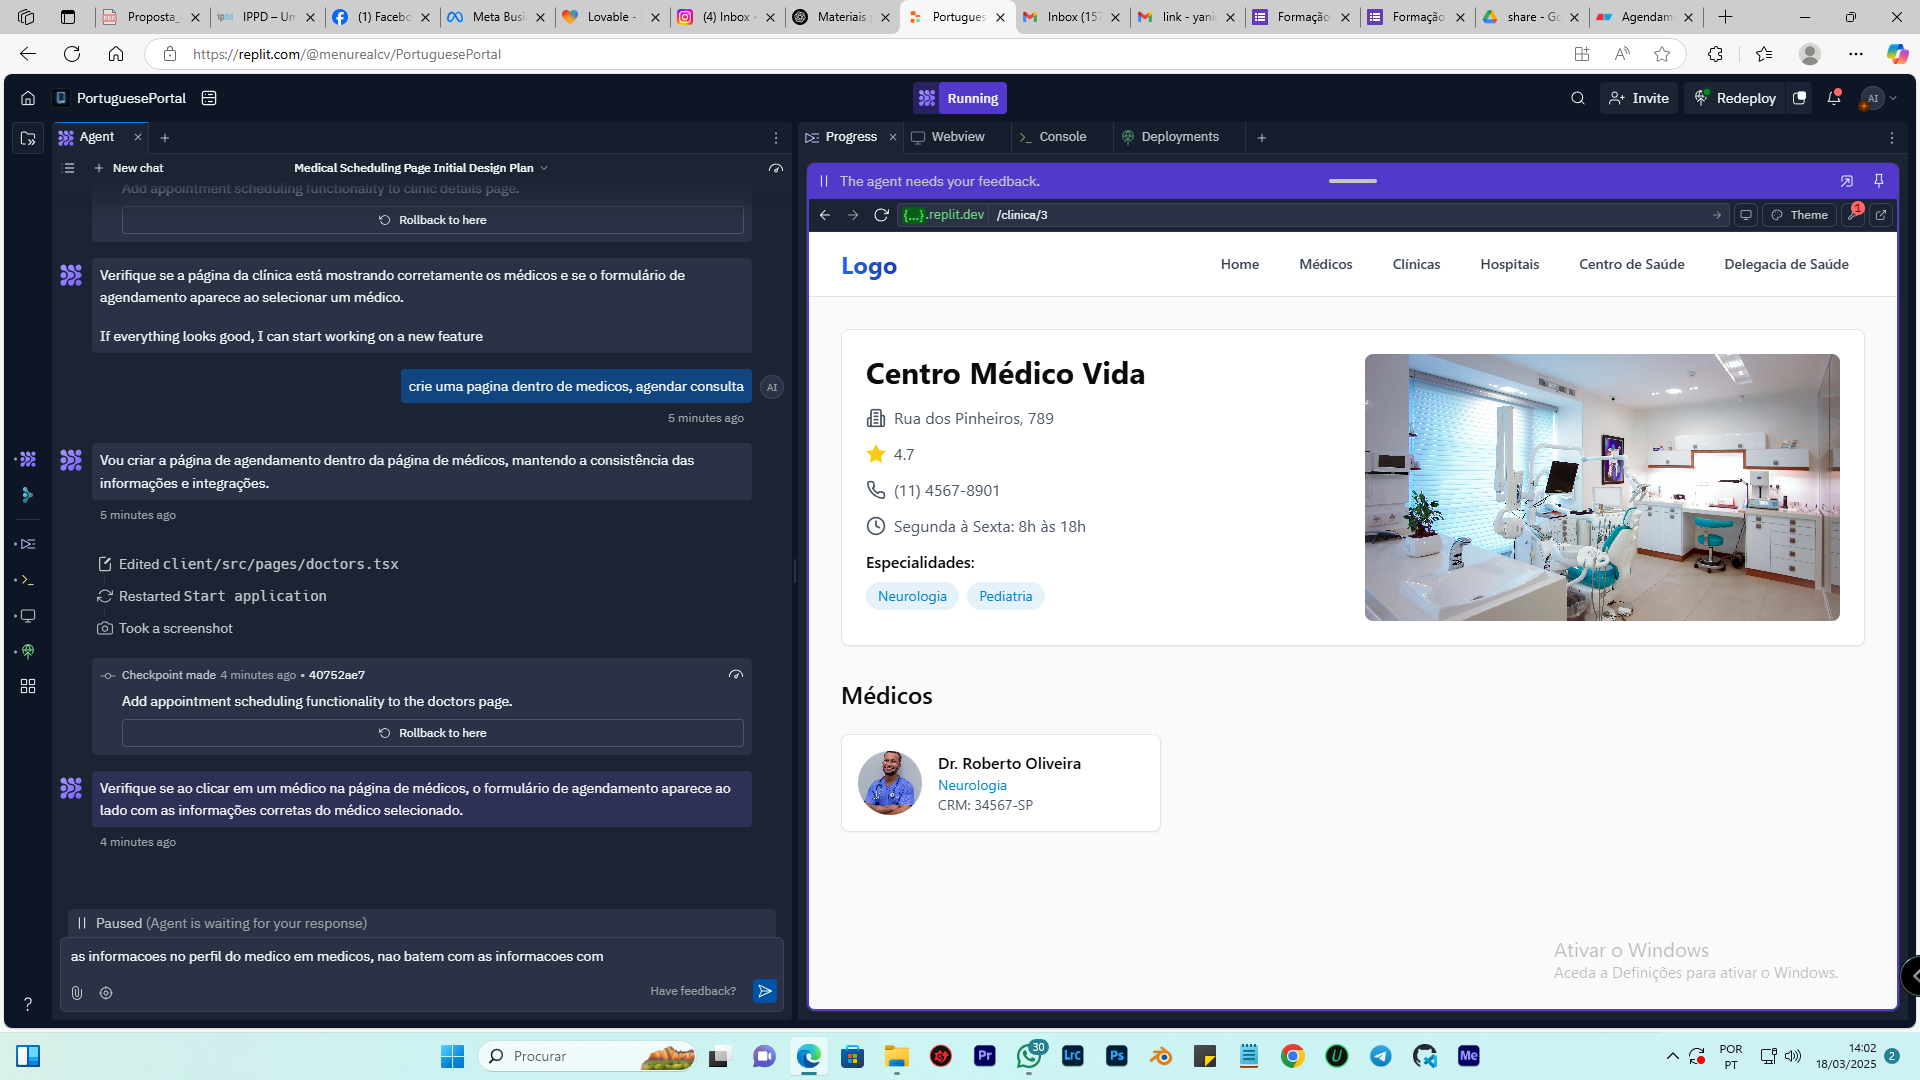 Proposta_
IPPD – Un
(1) Facebo
Meta Busi
Lovable -
(4) Inbox •
Materiais p
Portugues
Inbox (157
link - yani
Formação
Formação
share - Go
Agendam
https://replit.com/@menurealcv/PortuguesePortal
PortuguesePortal
Running
Invite
Redeploy
AI
Agent
New chat
Medical Scheduling Page Initial Design Plan
Add appointment scheduling functionality to clinic details page.
Rollback to here
Verifique se a página da clínica está mostrando corretamente os médicos e se o formulário de
agendamento aparece ao selecionar um médico.
If everything looks good, I can start working on a new feature
crie uma pagina dentro de medicos, agendar consulta
AI
5 minutes ago
Vou criar a página de agendamento dentro da página de médicos, mantendo a consistência das
informações e integrações.
5 minutes ago
Edited client/src/pages/doctors.tsx
Restarted Start application
Took a screenshot
Checkpoint made 4 minutes ago • 40752ae7
Add appointment scheduling functionality to the doctors page.
Rollback to here
Verifique se ao clicar em um médico na página de médicos, o formulário de agendamento aparece ao
lado com as informações corretas do médico selecionado.
4 minutes ago
Paused (Agent is waiting for your response)
as informacoes no perfil do medico em medicos, nao batem com as informacoes com
Have feedback?
?
Progress
Webview
Console
Deployments
The agent needs your feedback.
{...}.replit.dev
/clinica/3
Theme
1
Logo
Home
Médicos
Clínicas
Hospitais
Centro de Saúde
Delegacia de Saúde
Centro Médico Vida
Rua dos Pinheiros, 789
4.7
(11) 4567-8901
Segunda à Sexta: 8h às 18h
Especialidades:
Neurologia
Pediatria
Médicos
Dr. Roberto Oliveira
Neurologia
CRM: 34567-SP
Ativar o Windows
Aceda a Definições para ativar o Windows.
Procurar
Pr
30
LrC
Ps
Me
POR
PT
14:02
18/03/2025
2